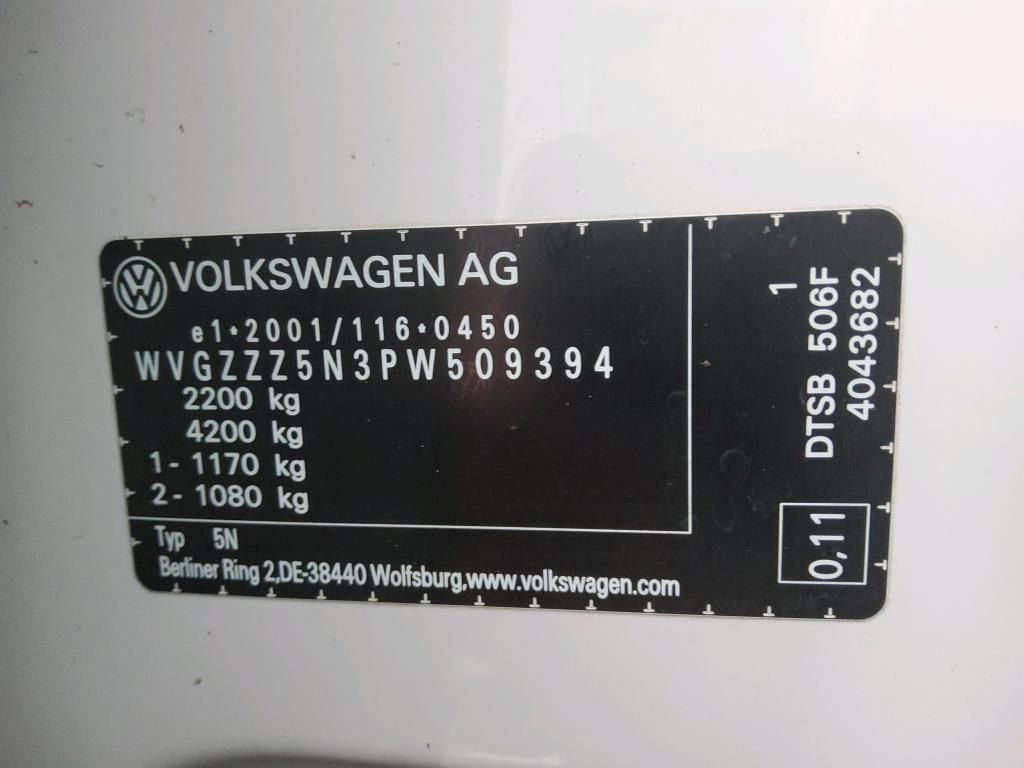 VOLKSWAGEN AG
e1*2001/116*0450
WVGZZZ5N3PW509394
2200 kg
4200 kg
1 - 1170 kg
2 - 1080 kg
Typ 5N
Berliner Ring 2,DE-38440 Wolfsburg,www.volkswagen.com
1
DTSB 506F
4043682
0,11